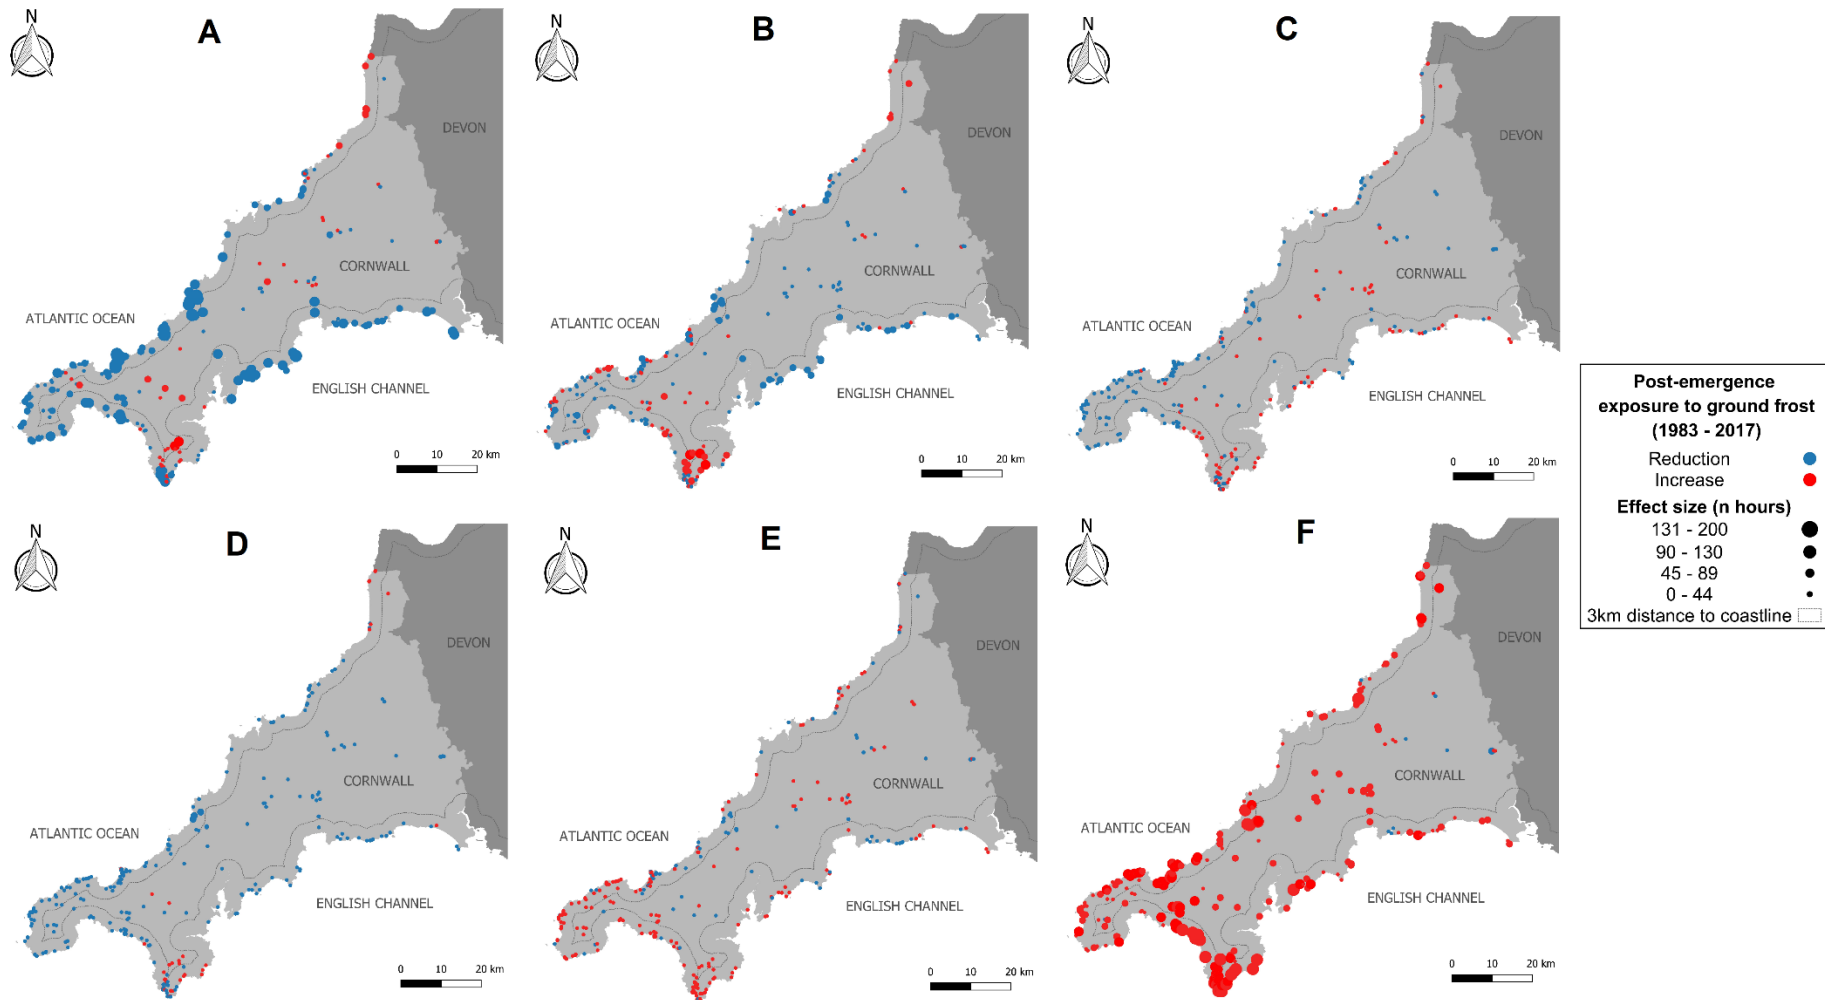 N
A
DEVON
CORNWALL
ATLANTIC OCEAN
ENGLISH CHANNEL
0 10 20 km
N
B
DEVON
CORNWALL
ATLANTIC OCEAN
ENGLISH CHANNEL
0 10 20 km
N
C
DEVON
CORNWALL
ATLANTIC OCEAN
ENGLISH CHANNEL
0 10 20 km
Post-emergence
exposure to ground frost
(1983 - 2017)
Reduction
Increase
Effect size (n hours)
131 - 200
90 - 130
45 - 89
0 - 44
3km distance to coastline
N
D
DEVON
CORNWALL
ATLANTIC OCEAN
ENGLISH CHANNEL
0 10 20 km
N
E
DEVON
CORNWALL
ATLANTIC OCEAN
ENGLISH CHANNEL
0 10 20 km
N
F
DEVON
CORNWALL
ATLANTIC OCEAN
ENGLISH CHANNEL
0 10 20 km